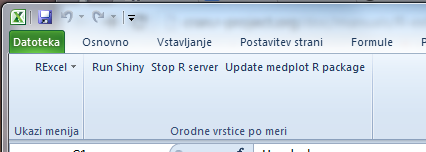 Datoteka Osnovno Vstavljanje Postavitev strani Formule
RExcel Run Shiny Stop R server Update medplot R package
Ukazi menija Orodne vrstice po meri